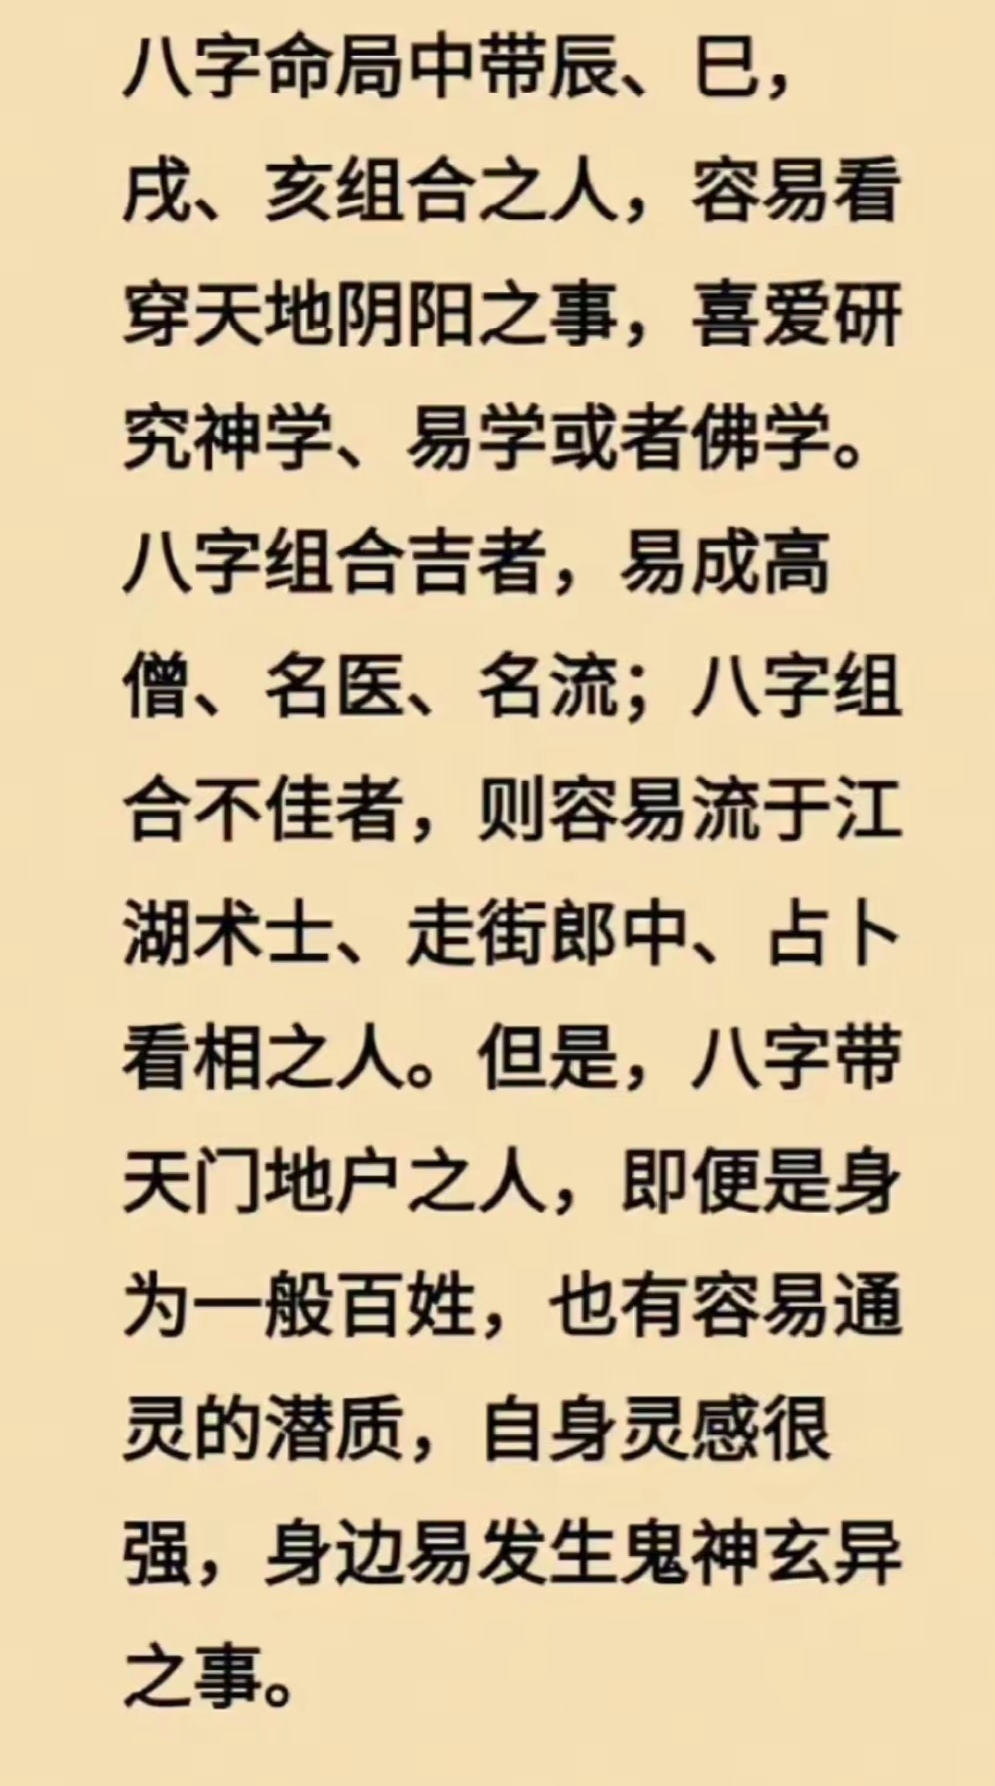 八字命局中带辰、巳，
戌、亥组合之人，容易看
穿天地阴阳之事，喜爱研
究神学、易学或者佛学。
八字组合吉者，易成高
僧、名医、名流；八字组
合不佳者，则容易流于江
湖术士、走街郎中、占卜
看相之人。但是，八字带
天门地户之人，即便是身
为一般百姓，也有容易通
灵的潜质，自身灵感很
强，身边易发生鬼神玄异
之事。